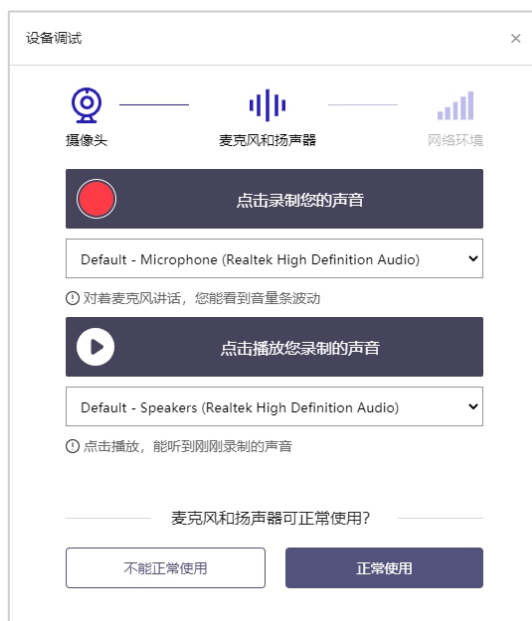 设备调试
摄像头
麦克风和扬声器
网络环境
点击录制您的声音
Default - Microphone (Realtek High Definition Audio)
对着麦克风讲话，您能看到音量条波动
点击播放您录制的声音
Default - Speakers (Realtek High Definition Audio)
点击播放，能听到刚刚录制的声音
麦克风和扬声器可正常使用？
不能正常使用
正常使用